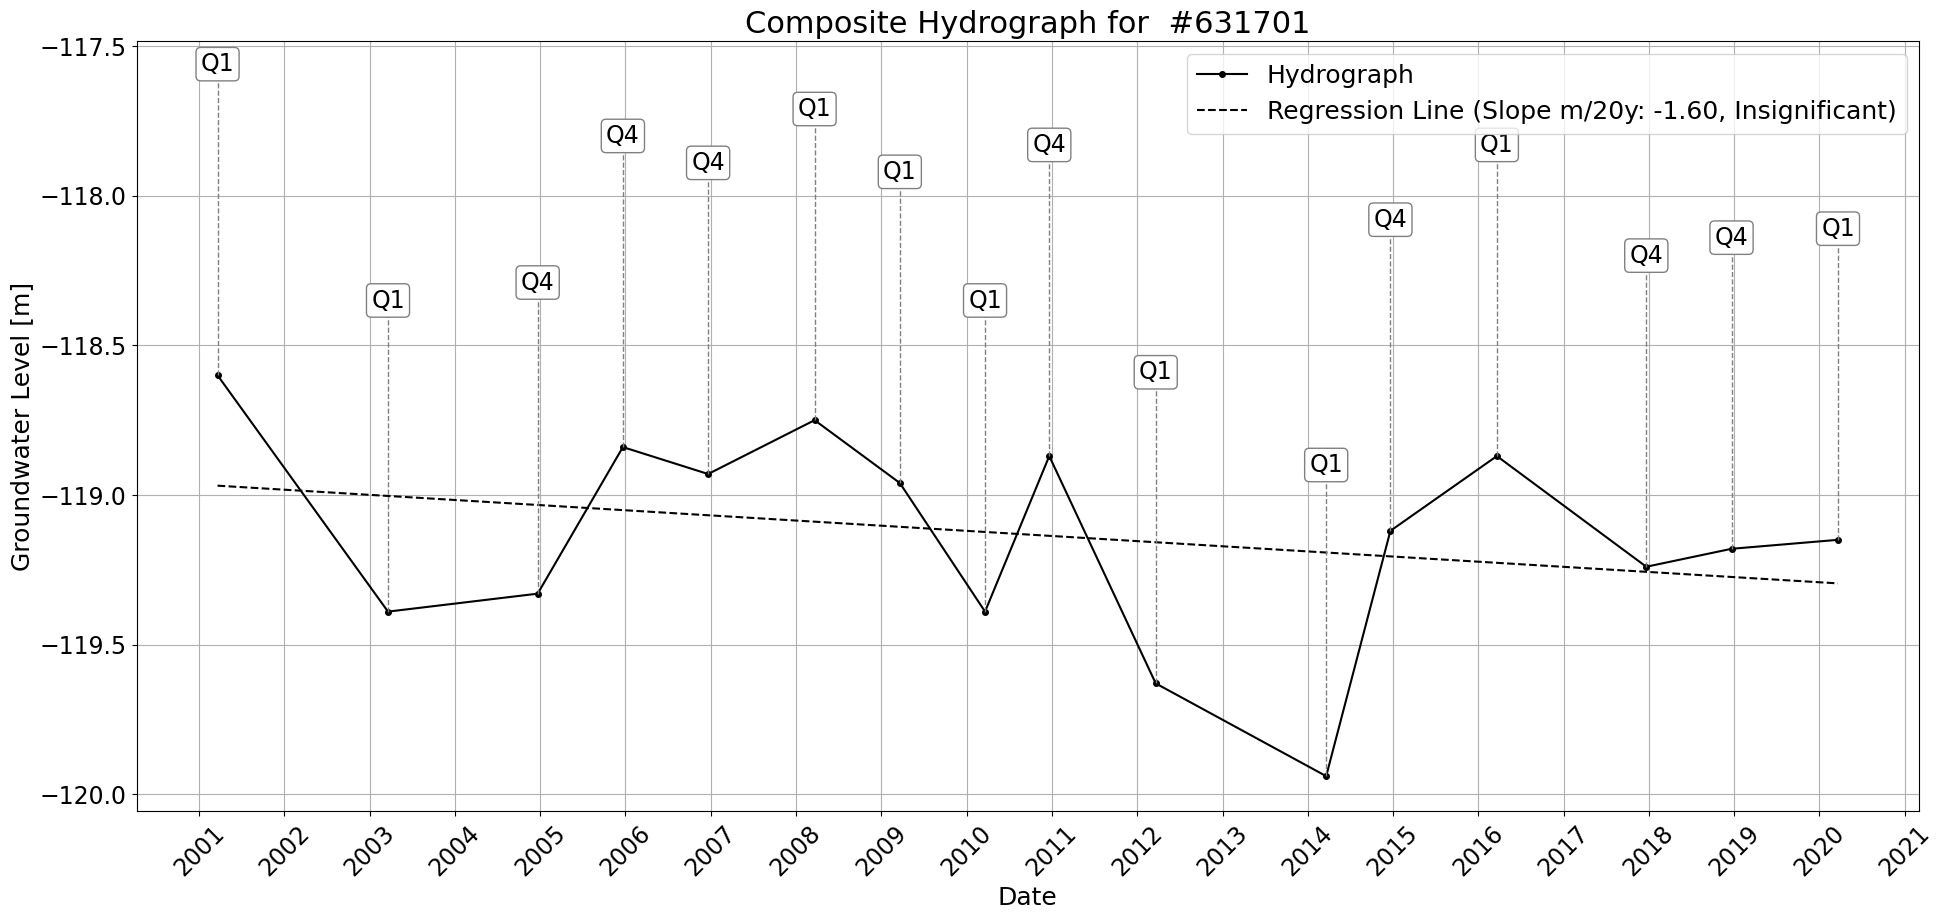 Composite Hydrograph for  #631701
Hydrograph
Regression Line (Slope m/20y: -1.60, Insignificant)
Groundwater Level [m]
−117.5
−118.0
−118.5
−119.0
−119.5
−120.0
Q1
Q1
Q4
Q4
Q4
Q1
Q1
Q1
Q4
Q1
Q1
Q4
Q1
Q4
Q4
Q1
2001
2002
2003
2004
2005
2006
2007
2008
2009
2010
2011
2012
2013
2014
2015
2016
2017
2018
2019
2020
2021
Date